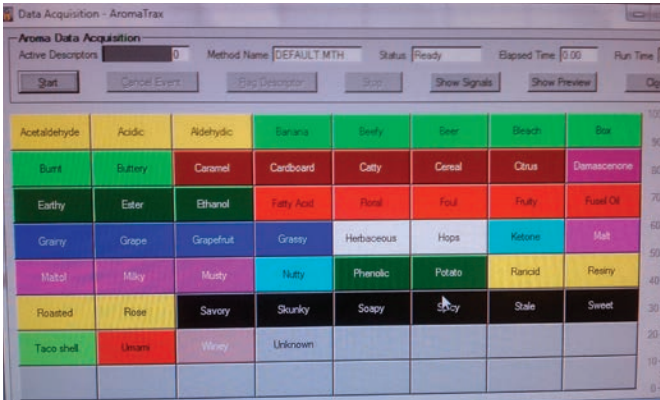 Data Acquisition - AromaTrax
Aroma Data Acquisition
Active Descriptors 0 Method Name DEFAULT.MTH Status Ready Elapsed Time 0.00 Run Time
Start Cancel Event Flag Descriptor Stop Show Signals Show Preview
Acetaldehyde Acidic Aldehydic Banana Beefy Beer Bleach Box
Burnt Buttery Caramel Cardboard Catty Cereal Citrus Damascenone
Earthy Ester Ethanol Fatty Acid Floral Foul Fruity Fusel Oil
Grainy Grape Grapefruit Grassy Herbaceous Hops Ketone Malt
Maltol Milky Musty Nutty Phenolic Potato Rancid Resiny
Roasted Rose Savory Skunky Soapy Spicy Stale Sweet
Taco shell Umami Winey Unknown